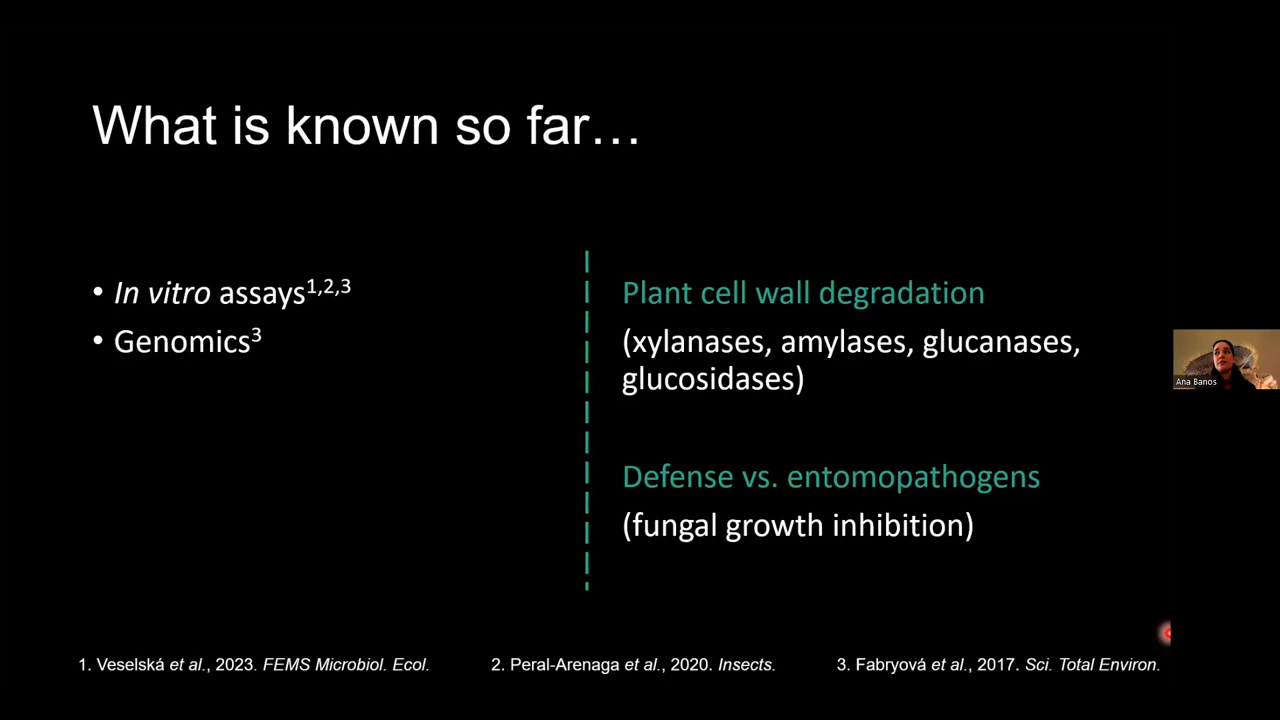 What is known so far…
• In vitro assays1,2,3
• Genomics3
Plant cell wall degradation
(xylanases, amylases, glucanases,
glucosidases)
Defense vs. entomopathogens
(fungal growth inhibition)
Ana Banos
1. Veselská et al., 2023. FEMS Microbiol. Ecol.
2. Peral-Arenaga et al., 2020. Insects.
3. Fabryová et al., 2017. Sci. Total Environ.